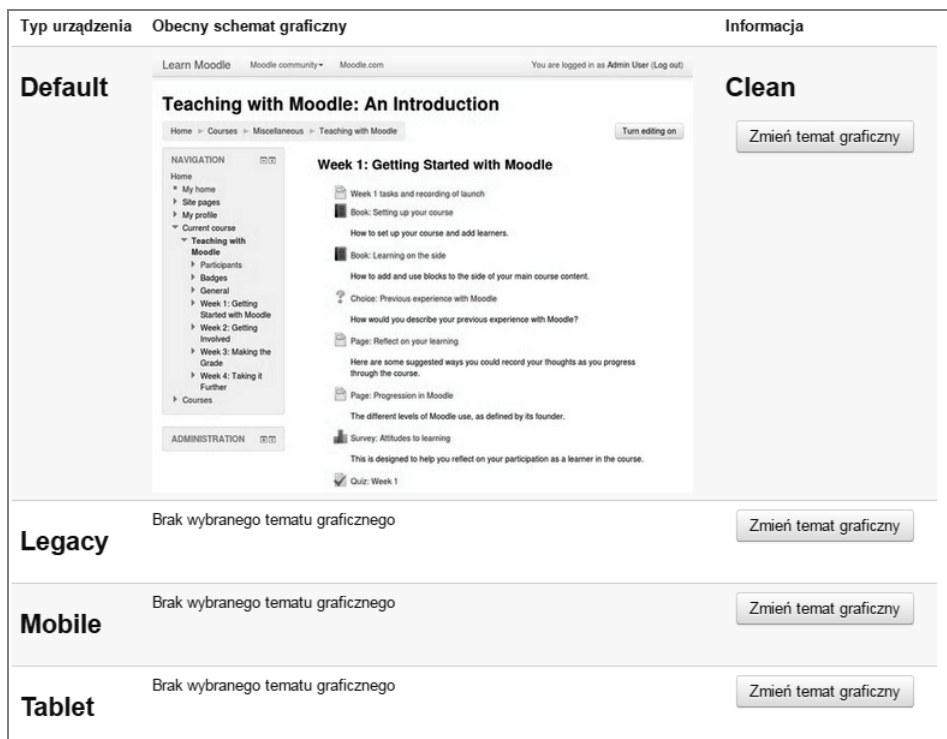 Typ urządzenia Obecny schemat graficzny Informacja
Default
Learn Moodle Moodle community Moodle.com You are logged in as Admin User (Log out)
Clean
Teaching with Moodle: An Introduction
Zmień temat graficzny
Home Courses Miscellaneous Teaching with Moodle Turn editing on
NAVIGATION
Home
My home
Site pages
My profile
Current course
Teaching with
Moodle
Participants
Badges
General
Week 1: Getting
Started with Moodle
Week 2: Getting
Involved
Week 3: Making the
Grade
Week 4: Taking it
Further
Courses
ADMINISTRATION
Week 1: Getting Started with Moodle
Week 1 tasks and recording of launch
Book: Setting up your course
How to set up your course and add learners.
Book: Learning on the side
How to add and use blocks to the side of your main course content.
Choice: Previous experience with Moodle
How would you describe your previous experience with Moodle?
Page: Reflect on your learning
Here are some suggested ways you could record your thoughts as you progress
through the course.
Page: Progression in Moodle
The different levels of Moodle use, as defined by its founder.
Survey: Attitudes to learning
This is designed to help you reflect on your participation as a learner in the course.
Quiz: Week 1
Legacy
Brak wybranego tematu graficznego
Zmień temat graficzny
Mobile
Brak wybranego tematu graficznego
Zmień temat graficzny
Tablet
Brak wybranego tematu graficznego
Zmień temat graficzny